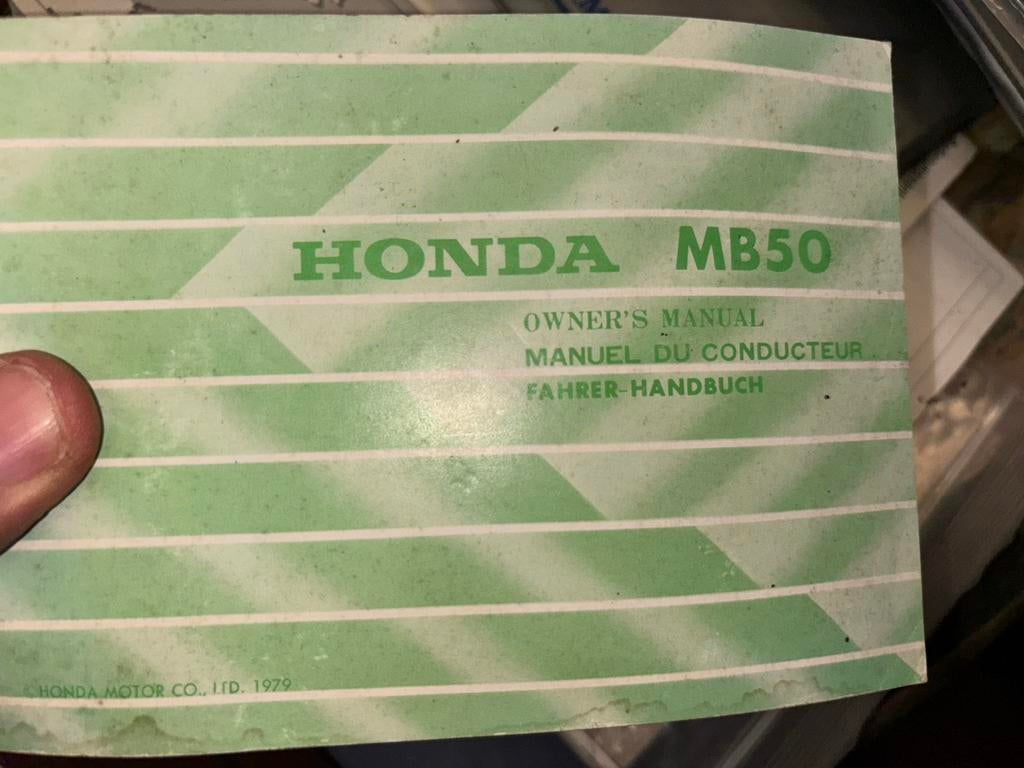 HONDA MB50
OWNER'S MANUAL
MANUEL DU CONDUCTEUR
FAHRER-HANDBUCH
© HONDA MOTOR CO., LTD. 1979